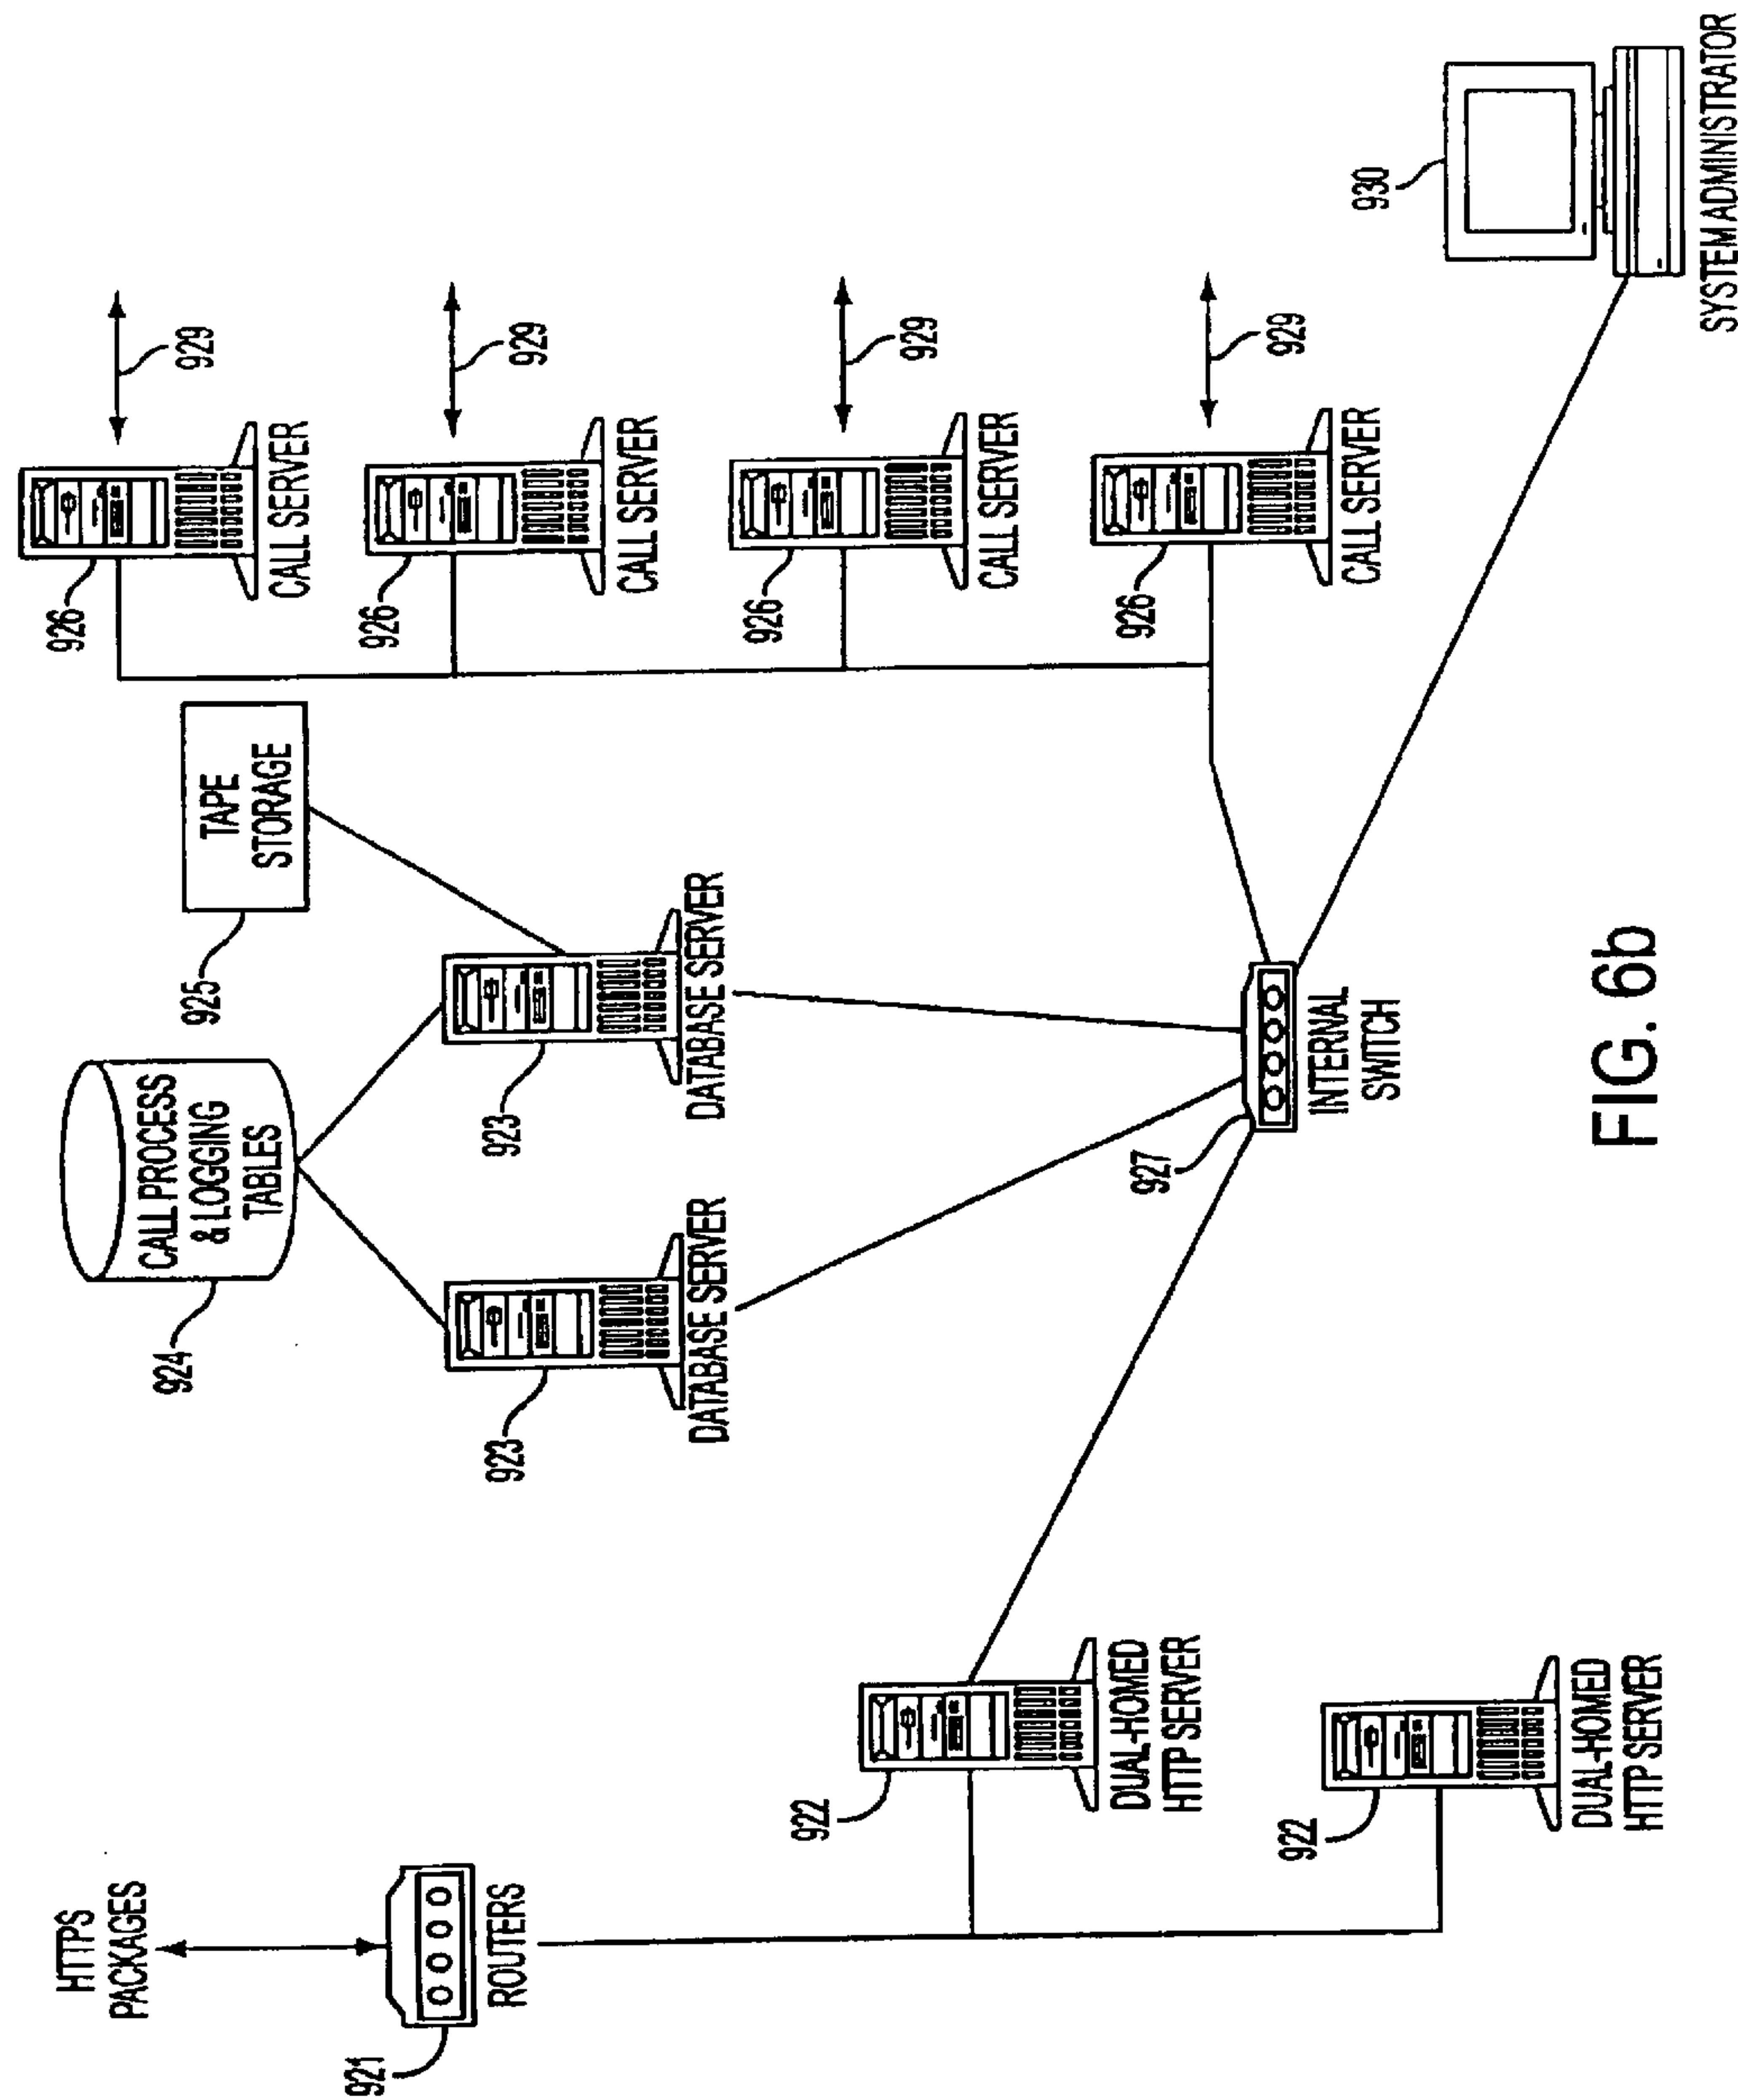 HTTPS
PACKAGES
921
ROUTERS
922
DUAL-HOMED
HTTP SERVER
922
DUAL-HOMED
HTTP SERVER
924
CALL PROCESS
& LOGGING
TABLES
923
DATABASE SERVER
923
DATABASE SERVER
925
TAPE
STORAGE
927
INTERNAL
SWITCH
926
CALL SERVER
929
926
CALL SERVER
929
926
CALL SERVER
929
926
CALL SERVER
929
930
SYSTEM ADMINISTRATOR
FIG. 6b